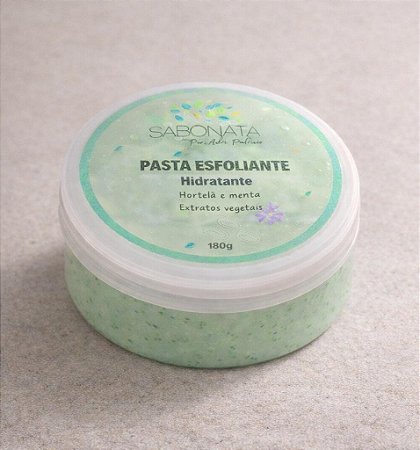 SABONATA
PASTA ESFOLIANTE
Hidratante
Hortelã e menta
Extratos vegetais
180g